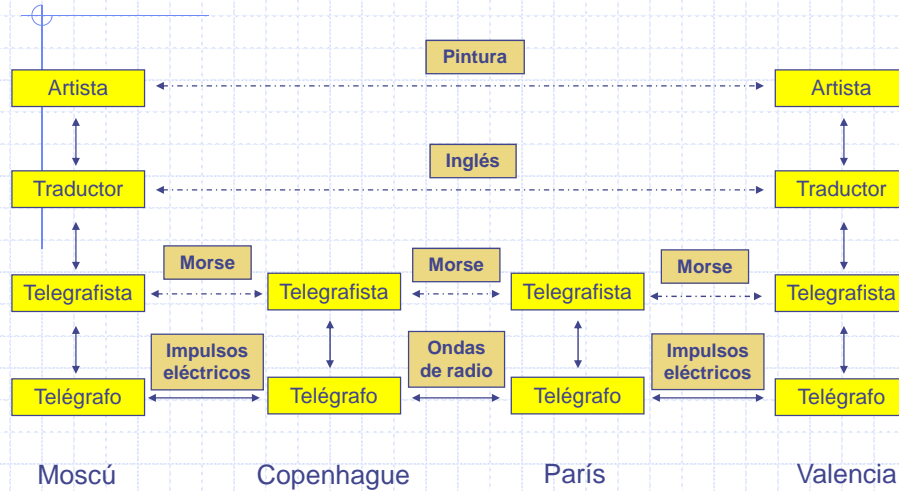 Pintura
Artista
Artista
Inglés
Traductor
Traductor
Morse
Morse
Morse
Telegrafista
Telegrafista
Telegrafista
Telegrafista
Impulsos
eléctricos
Ondas
de radio
Impulsos
eléctricos
Telégrafo
Telégrafo
Telégrafo
Telégrafo
Moscú
Copenhague
París
Valencia